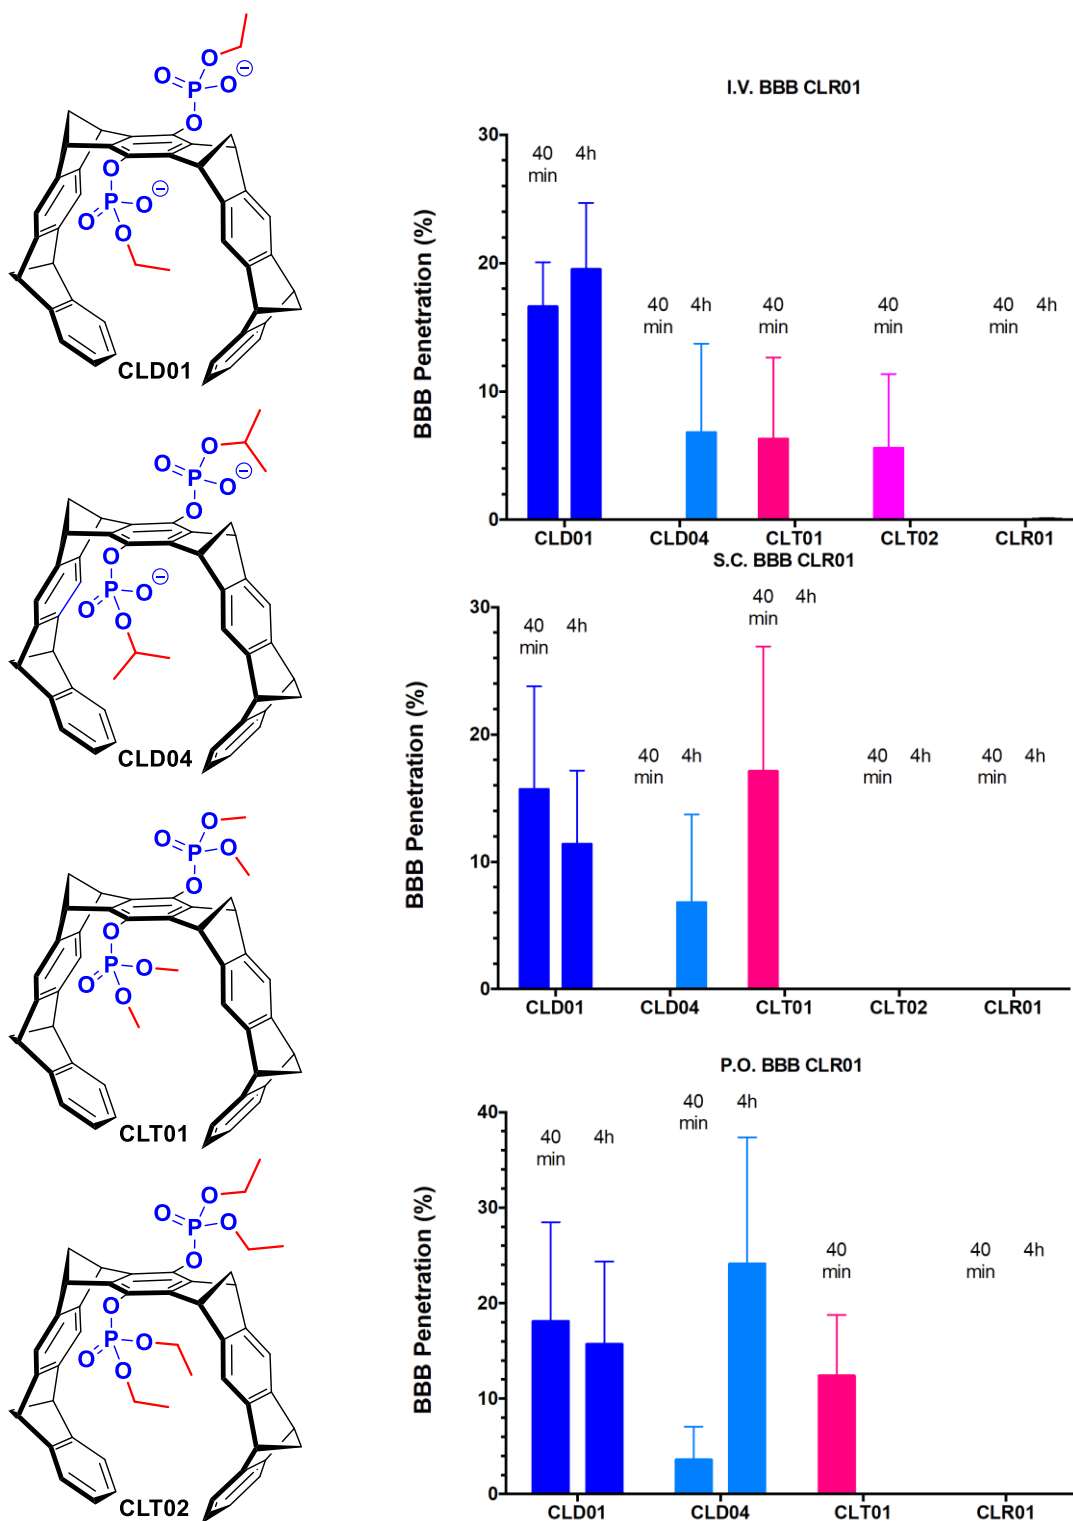 O
O=P-O⊖
O
O
P-O⊖
O
O
CLD01
O
O=P
O⊖
O
O
P-O⊖
O
O
CLD04
O
O=P-O
O
O
P-O
O
O
CLT01
O
O=P-O
O
O
P-O
O
O
CLT02
I.V. BBB CLR01
BBB Penetration (%)
30
20
10
0
40 4h
min
40 4h
min
40
min
40
min
40 4h
min
CLD01 CLD04 CLT01 CLT02 CLR01
S.C. BBB CLR01
BBB Penetration (%)
30
20
10
0
40 4h
min
40 4h
min
40 4h
min
40 4h
min
40 4h
min
CLD01 CLD04 CLT01 CLT02 CLR01
P.O. BBB CLR01
BBB Penetration (%)
40
30
20
10
0
40 4h
min
40 4h
min
40
min
40 4h
min
CLD01 CLD04 CLT01 CLR01